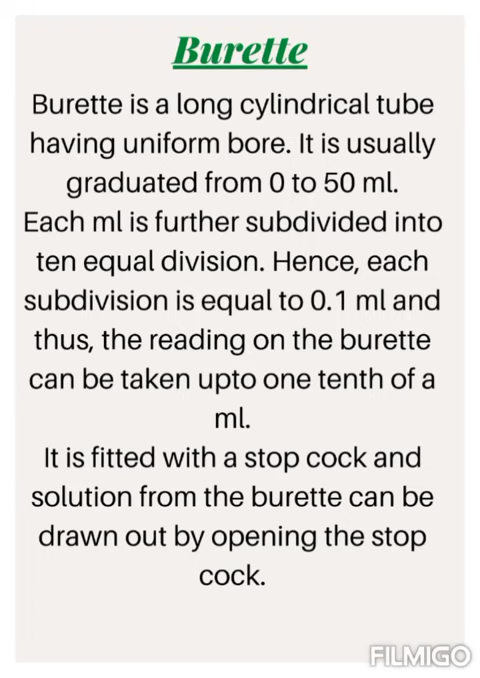 Burette
Burette is a long cylindrical tube
having uniform bore. It is usually
graduated from 0 to 50 ml.
Each ml is further subdivided into
ten equal division. Hence, each
subdivision is equal to 0.1 ml and
thus, the reading on the burette
can be taken upto one tenth of a
ml.
It is fitted with a stop cock and
solution from the burette can be
drawn out by opening the stop
cock.
FILMIGO